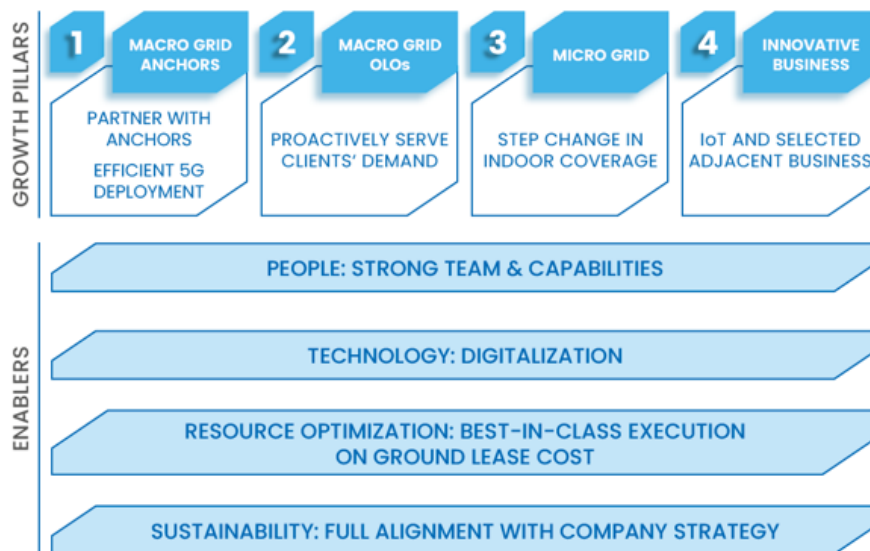 GROWTH PILLARS
1
MACRO GRID
ANCHORS
PARTNER WITH
ANCHORS
EFFICIENT 5G
DEPLOYMENT
2
MACRO GRID
OLOs
PROACTIVELY SERVE
CLIENTS' DEMAND
3
MICRO GRID
STEP CHANGE IN
INDOOR COVERAGE
4
INNOVATIVE
BUSINESS
IoT AND SELECTED
ADJACENT BUSINESS
ENABLERS
PEOPLE: STRONG TEAM & CAPABILITIES
TECHNOLOGY: DIGITALIZATION
RESOURCE OPTIMIZATION: BEST-IN-CLASS EXECUTION
ON GROUND LEASE COST
SUSTAINABILITY: FULL ALIGNMENT WITH COMPANY STRATEGY